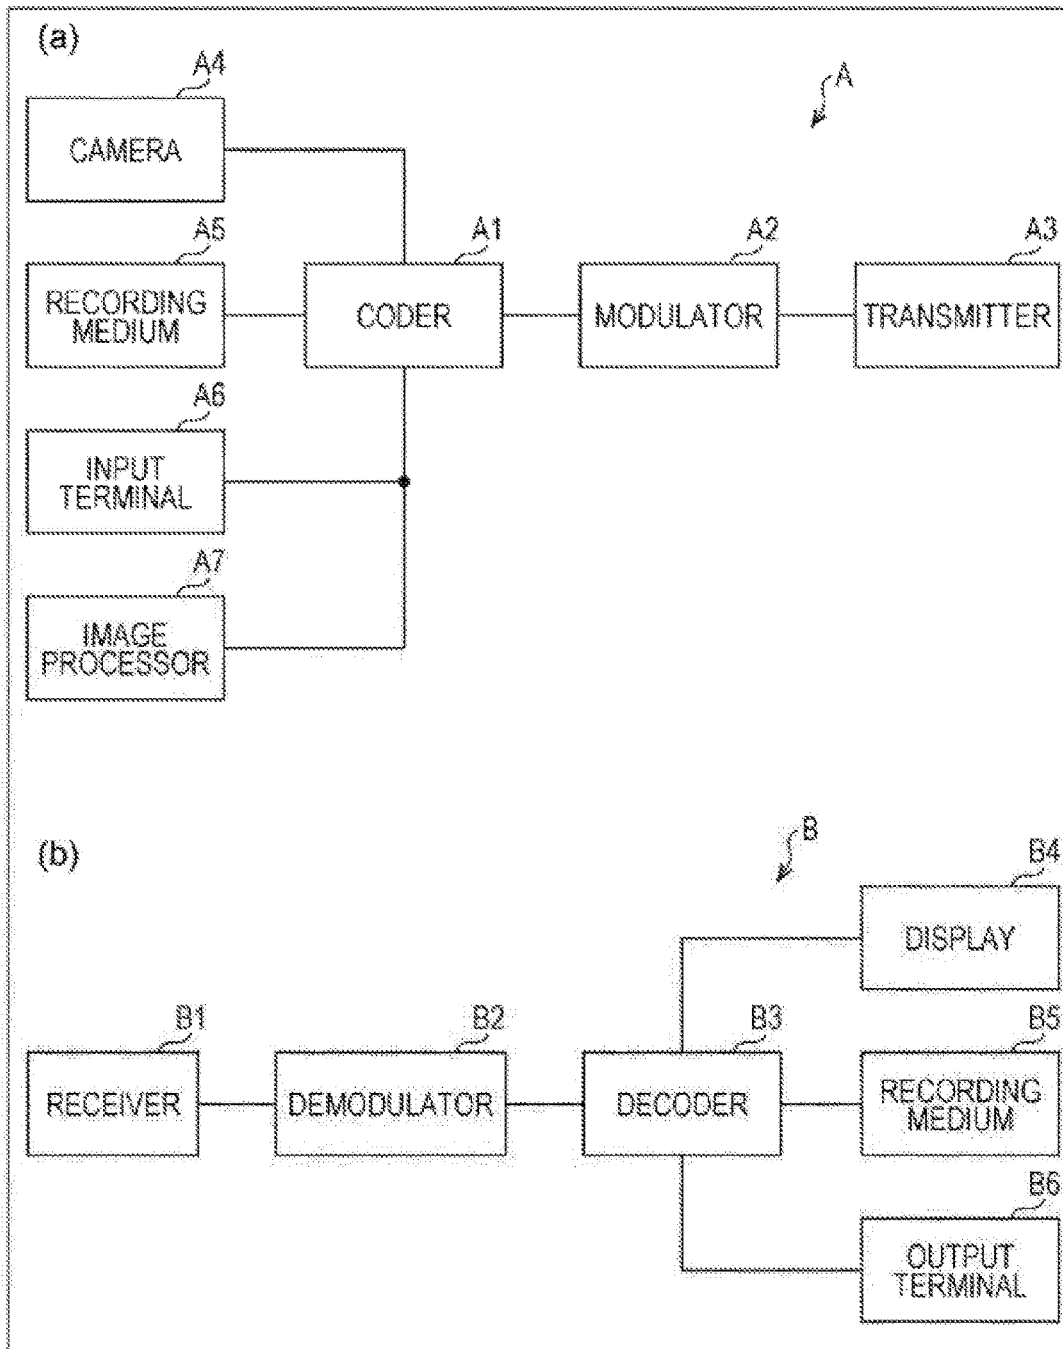 (a)
A4
A
CAMERA
A5
A1
A2
A3
RECORDING
MEDIUM
CODER
MODULATOR
TRANSMITTER
A6
INPUT
TERMINAL
A7
IMAGE
PROCESSOR
(b)
B
B4
DISPLAY
B1
B2
B3
B5
RECEIVER
DEMODULATOR
DECODER
RECORDING
MEDIUM
B6
OUTPUT
TERMINAL